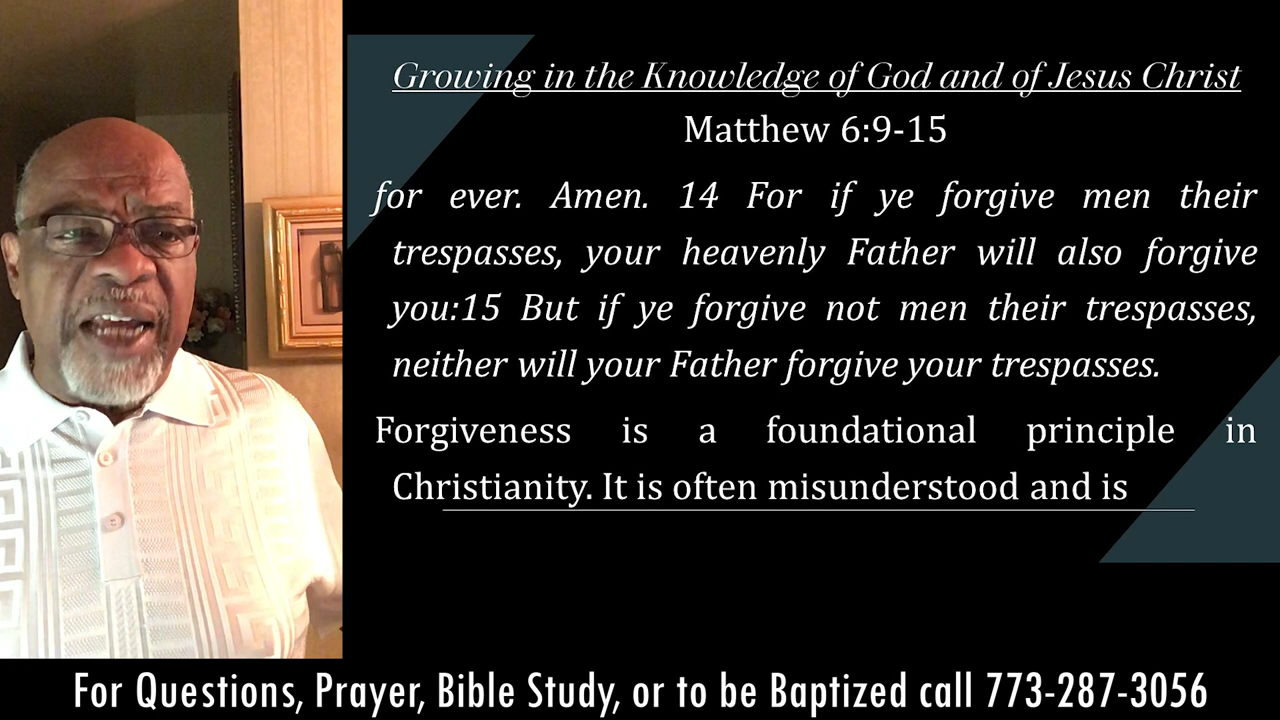 Growing in the Knowledge of God and of Jesus Christ
Matthew 6:9-15
for ever. Amen. 14 For if ye forgive men their
trespasses, your heavenly Father will also forgive
you:15 But if ye forgive not men their trespasses,
neither will your Father forgive your trespasses.
Forgiveness is a foundational principle in
Christianity. It is often misunderstood and is
For Questions, Prayer, Bible Study, or to be Baptized call 773-287-3056